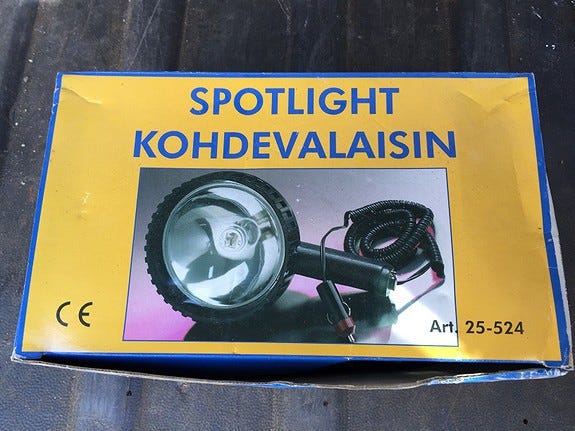 SPOTLIGHT
KOHDEVALAISIN
CE
Art. 25-524